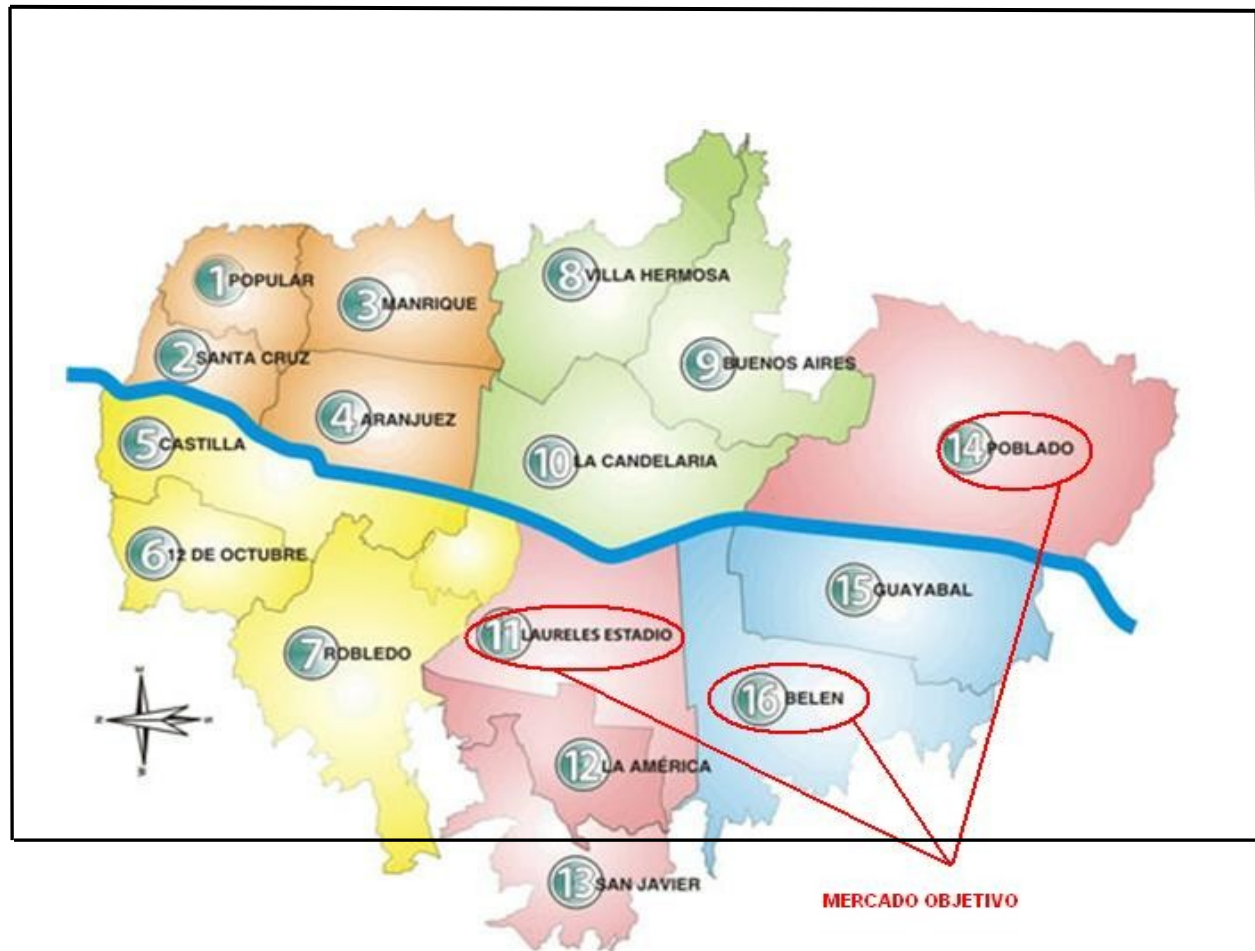 1 POPULAR
3 MANRIQUE
8 VILLA HERMOSA
2 SANTA CRUZ
9 BUENOS AIRES
4 ARANJUEZ
5 CASTILLA
10 LA CANDELARIA
14 POBLADO
6 12 DE OCTUBRE
15 GUAYABAL
11 LAURELES ESTADIO
7 ROBLEDO
16 BELEN
12 LA AMÉRICA
13 SAN JAVIER
MERCADO OBJETIVO